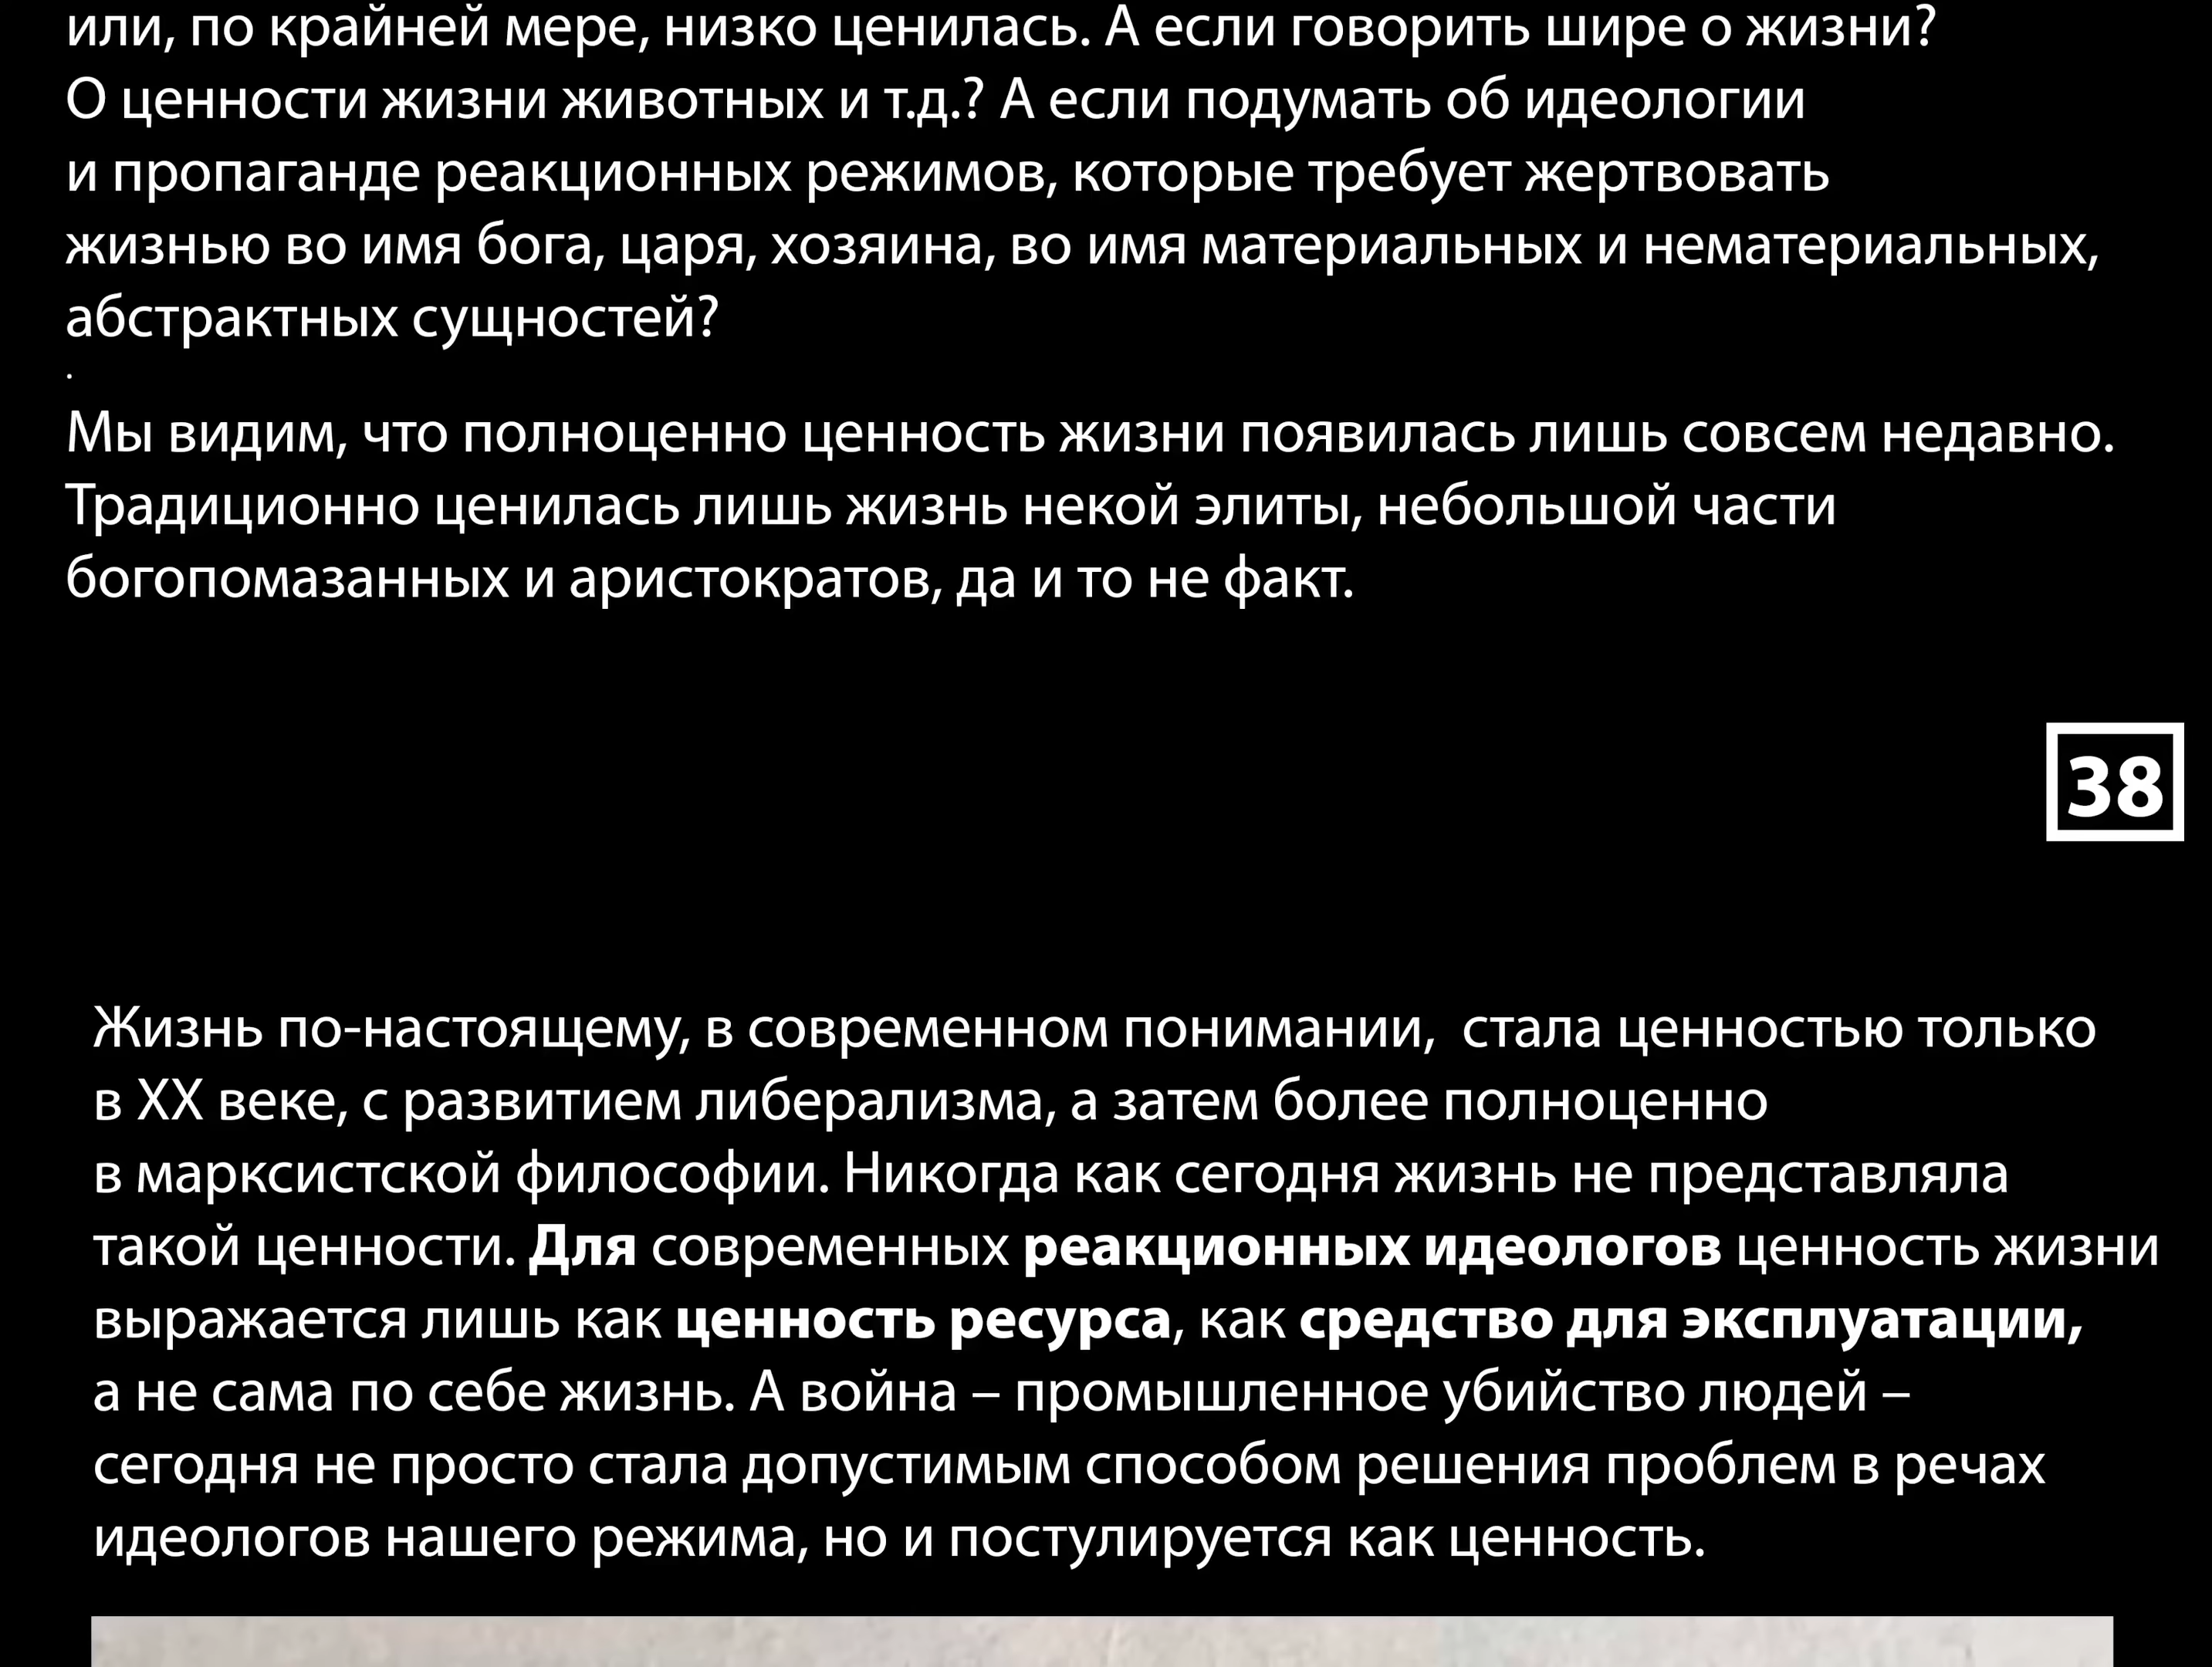 или, по крайней мере, низко ценилась. А если говорить шире о жизни?
О ценности жизни животных и т.д.? А если подумать об идеологии
и пропаганде реакционных режимов, которые требует жертвовать
жизнью во имя бога, царя, хозяина, во имя материальных и нематериальных,
абстрактных сущностей?
.
Мы видим, что полноценно ценность жизни появилась лишь совсем недавно.
Традиционно ценилась лишь жизнь некой элиты, небольшой части
богопомазанных и аристократов, да и то не факт.
38
Жизнь по-настоящему, в современном понимании,  стала ценностью только
в XX веке, с развитием либерализма, а затем более полноценно
в марксистской философии. Никогда как сегодня жизнь не представляла
такой ценности. Для современных реакционных идеологов ценность жизни
выражается лишь как ценность ресурса, как средство для эксплуатации,
а не сама по себе жизнь. А война – промышленное убийство людей –
сегодня не просто стала допустимым способом решения проблем в речах
идеологов нашего режима, но и постулируется как ценность.